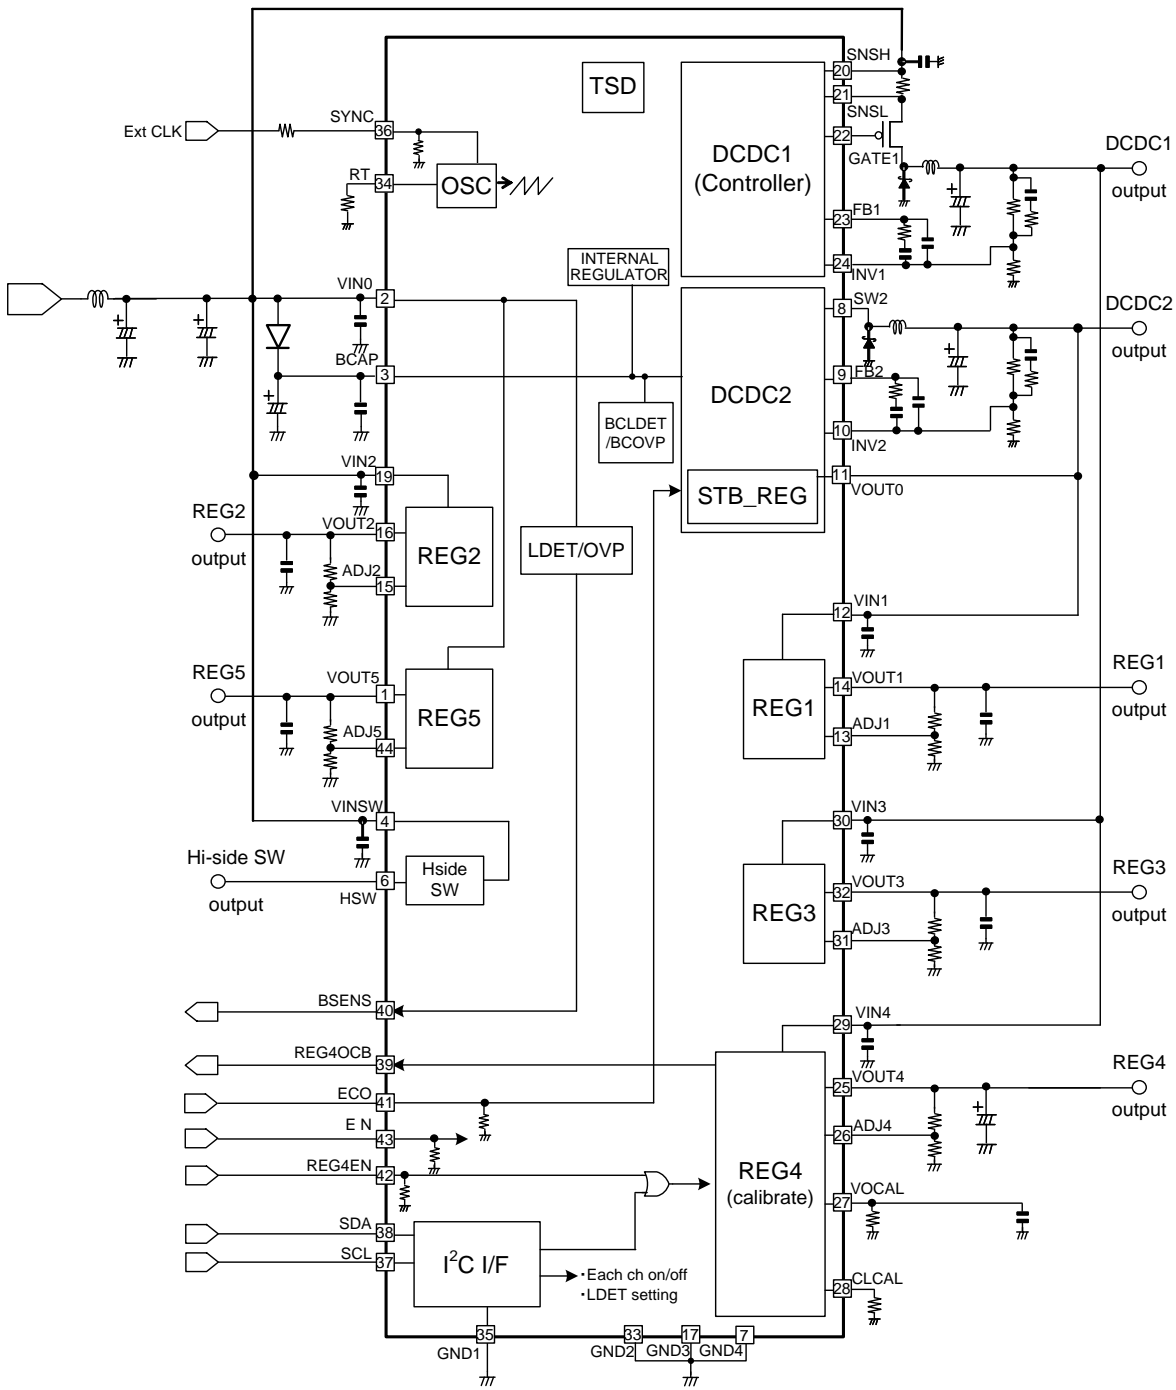 SNSH
20
TSD
21
SYNC
SNSL
Ext CLK
36
22
DCDC1
(Controller)
GATE1
DCDC1
output
RT
34
OSC
FB1
23
24
INV1
INTERNAL
REGULATOR
VIN0
2
SW2
8
DCDC2
output
BCAP
3
9
FB2
DCDC2
BCLDET
/BCOVP
10
INV2
VIN2
19
11
VOUT0
STB_REG
REG2
output
VOUT2
16
REG2
LDET/OVP
ADJ2
15
VIN1
12
REG5
output
VOUT5
1
REG5
ADJ5
44
REG1
VOUT1
14
REG1
output
ADJ1
13
VINSW
4
VIN3
30
Hi-side SW
output
6
HSW
Hside
SW
REG3
VOUT3
32
REG3
output
ADJ3
31
BSENS
40
VIN4
29
REG4OCB
39
VOUT4
25
REG4
output
ECO
41
ADJ4
26
E N
43
REG4EN
42
REG4
(calibrate)
VOCAL
27
SDA
38
SCL
37
I²C I/F
・Each ch on/off
・LDET setting
CLCAL
28
35
GND1
33
GND2
17
GND3
7
GND4